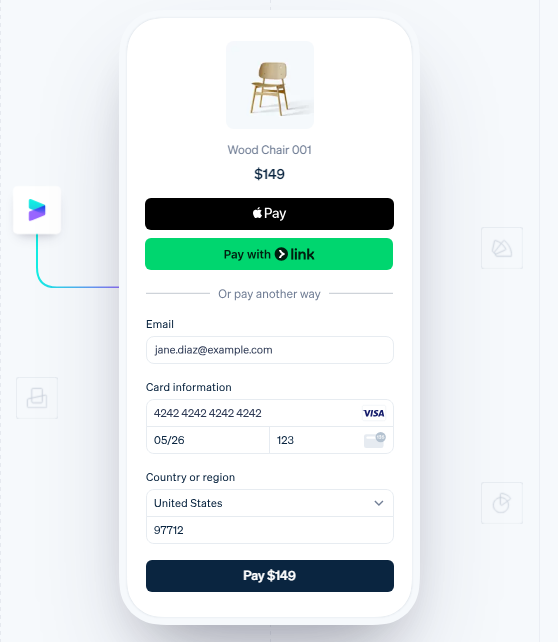 Wood Chair 001
$149
Pay
Pay with link
Or pay another way
Email
jane.diaz@example.com
Card information
4242 4242 4242 4242 VISA
05/26 123
Country or region
United States
97712
Pay $149